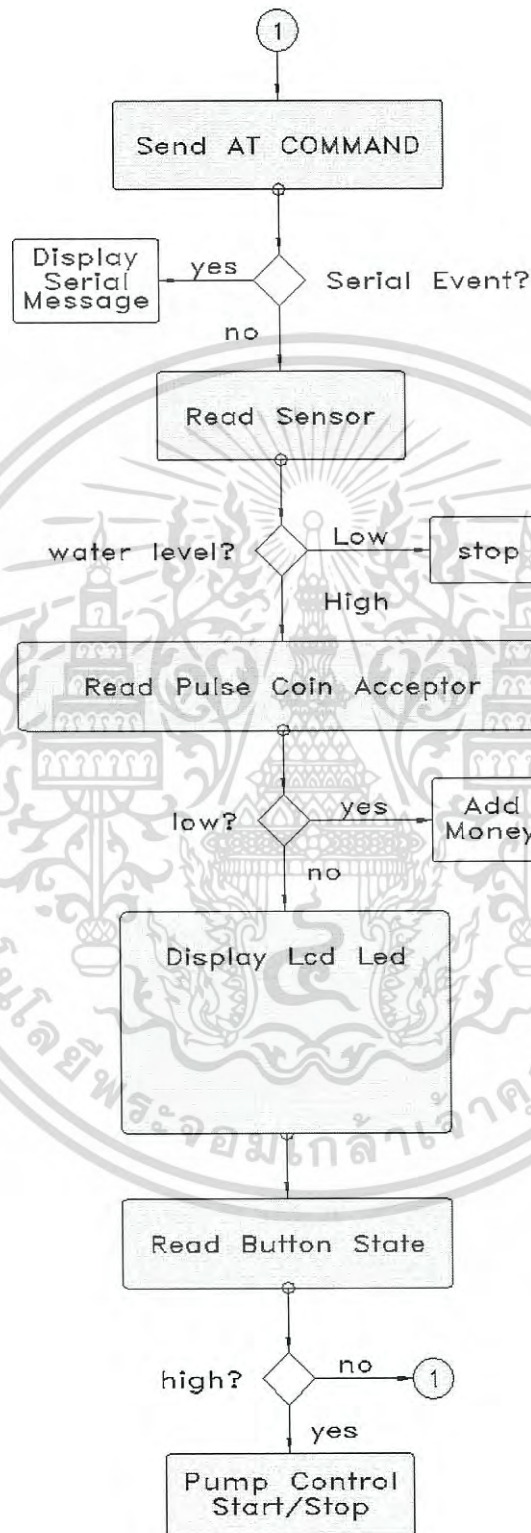 1
Send AT COMMAND
Display
Serial
Message
yes
Serial Event?
no
Read Sensor
water level?
Low
stop
High
Read Pulse Coin Acceptor
low?
yes
Add
Money
no
Display Lcd Led
Read Button State
high?
no
1
yes
Pump Control
Start/Stop